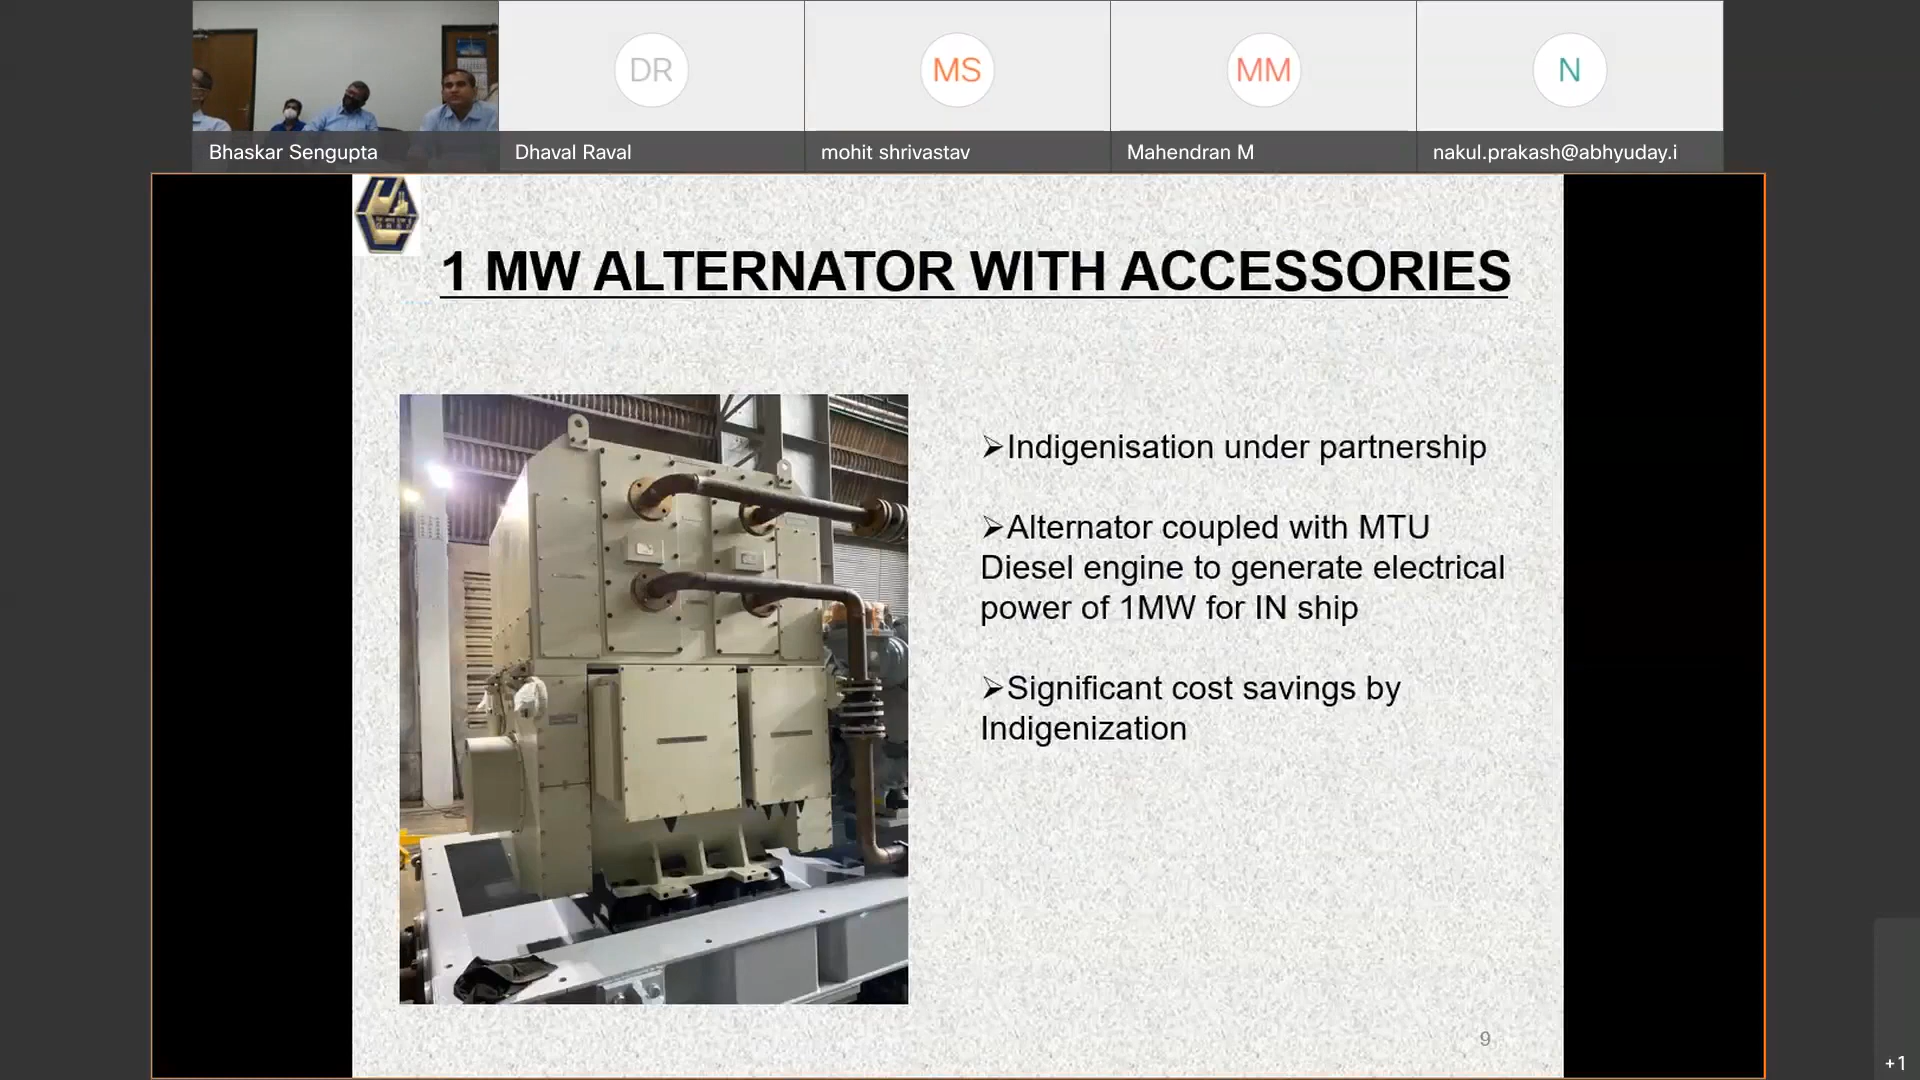 DR
MS
MM
N
Bhaskar Sengupta
Dhaval Raval
mohit shrivastav
Mahendran M
nakul.prakash@abhyuday.i
GRSE
1 MW ALTERNATOR WITH ACCESSORIES
➢Indigenisation under partnership
➢Alternator coupled with MTU
Diesel engine to generate electrical
power of 1MW for IN ship
➢Significant cost savings by
Indigenization
9
+1